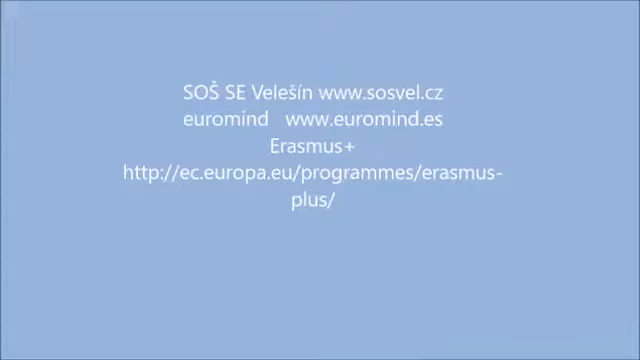 SOŠ SE Velešín www.sosvel.cz
euromind www.euromind.es
Erasmus+
http://ec.europa.eu/programmes/erasmus-
plus/